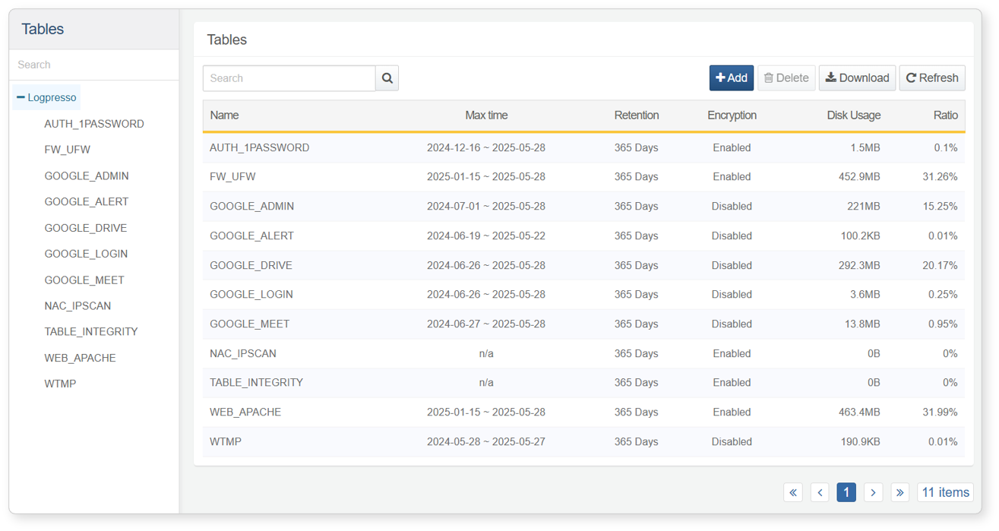 Tables
Search
Logpresso
AUTH_1PASSWORD
FW_UFW
GOOGLE_ADMIN
GOOGLE_ALERT
GOOGLE_DRIVE
GOOGLE_LOGIN
GOOGLE_MEET
NAC_IPSCAN
TABLE_INTEGRITY
WEB_APACHE
WTMP
Tables
Search Add Delete Download Refresh
Name Max time Retention Encryption Disk Usage Ratio
AUTH_1PASSWORD 2024-12-16 ~ 2025-05-28 365 Days Enabled 1.5MB 0.1%
FW_UFW 2025-01-15 ~ 2025-05-28 365 Days Enabled 452.9MB 31.26%
GOOGLE_ADMIN 2024-07-01 ~ 2025-05-28 365 Days Disabled 221MB 15.25%
GOOGLE_ALERT 2024-06-19 ~ 2025-05-22 365 Days Disabled 100.2KB 0.01%
GOOGLE_DRIVE 2024-06-26 ~ 2025-05-28 365 Days Disabled 292.3MB 20.17%
GOOGLE_LOGIN 2024-06-26 ~ 2025-05-28 365 Days Disabled 3.6MB 0.25%
GOOGLE_MEET 2024-06-27 ~ 2025-05-28 365 Days Disabled 13.8MB 0.95%
NAC_IPSCAN n/a 365 Days Enabled 0B 0%
TABLE_INTEGRITY n/a 365 Days Enabled 0B 0%
WEB_APACHE 2025-01-15 ~ 2025-05-28 365 Days Enabled 463.4MB 31.99%
WTMP 2024-05-28 ~ 2025-05-27 365 Days Disabled 190.9KB 0.01%
« ‹ 1 › » 11 items